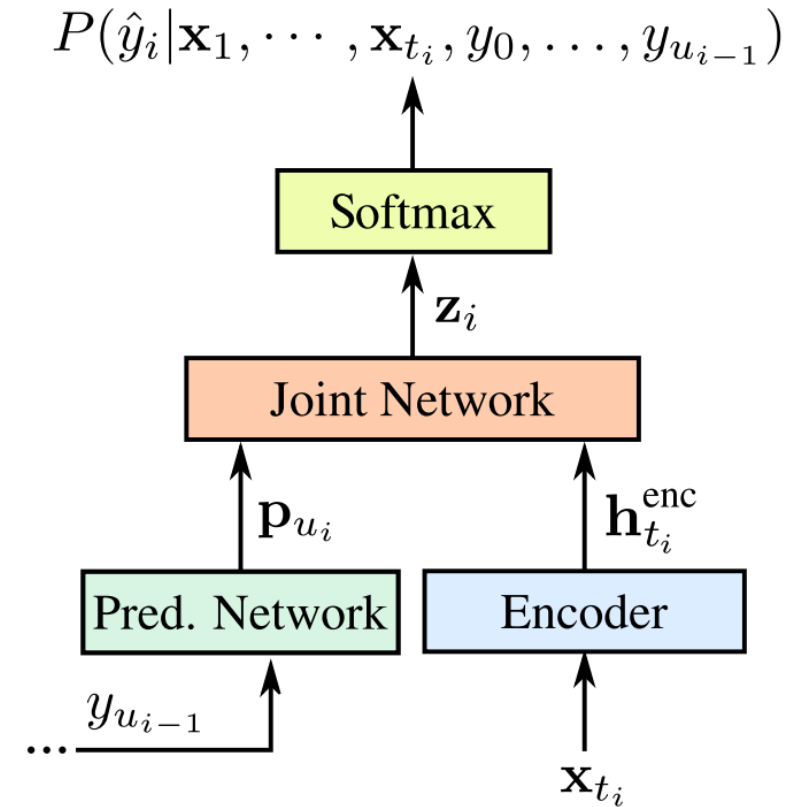 P(ŷ_i|x_1, ⋯ , x_{t_i}, y_0, . . . , y_{u_{i−1}})
Softmax
z_i
Joint Network
p_{u_i} h_{t_i}^{enc}
Pred. Network Encoder
y_{u_{i−1}}
...
x_{t_i}